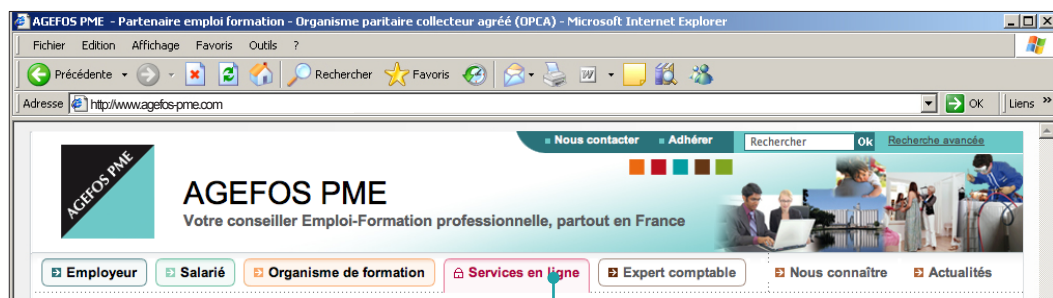 AGEFOS PME - Partenaire emploi formation - Organisme paritaire collecteur agréé (OPCA) - Microsoft Internet Explorer
Fichier Edition Affichage Favoris Outils ?
Précédente Rechercher Favoris
Adresse http://www.agefos-pme.com OK Liens »
Nous contacter Adhérer Rechercher Ok Recherche avancée
AGEFOS PME
AGEFOS PME
Votre conseiller Emploi-Formation professionnelle, partout en France
Employeur Salarié Organisme de formation Services en ligne Expert comptable Nous connaître Actualités